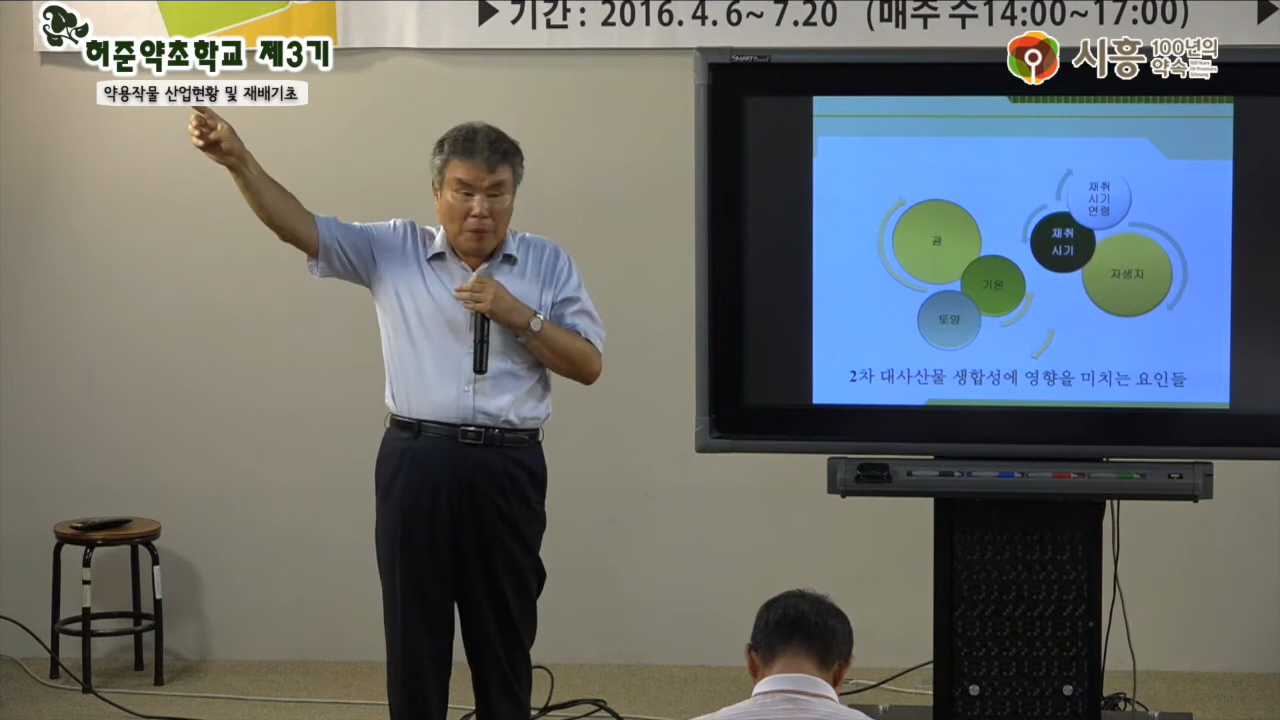 ▶기간 : 2016. 4. 6~ 7.20 (매주 수14:00~17:00)
허준약초학교 제3기
약용작물 산업현황 및 재배기초
시흥 100년의 약속
SMART
채취
시기
연령
광
채취
시기
자생지
기온
토양
2차 대사산물 생합성에 영향을 미치는 요인들